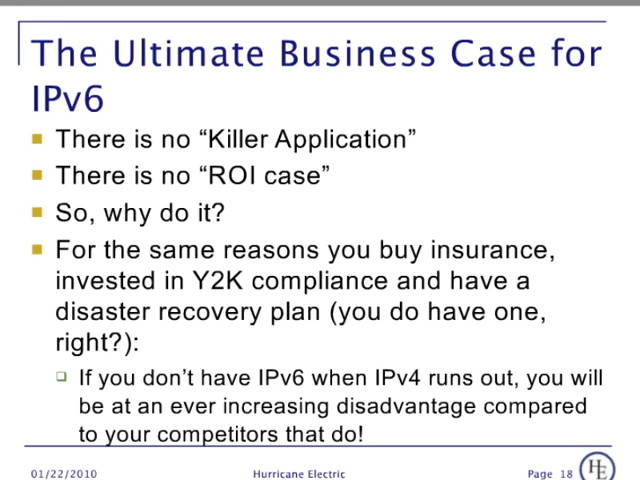 The Ultimate Business Case for
IPv6
There is no “Killer Application”
There is no “ROI case”
So, why do it?
For the same reasons you buy insurance,
invested in Y2K compliance and have a
disaster recovery plan (you do have one,
right?):
If you don’t have IPv6 when IPv4 runs out, you will
be at an ever increasing disadvantage compared
to your competitors that do!
01/22/2010 Hurricane Electric Page 18 HE